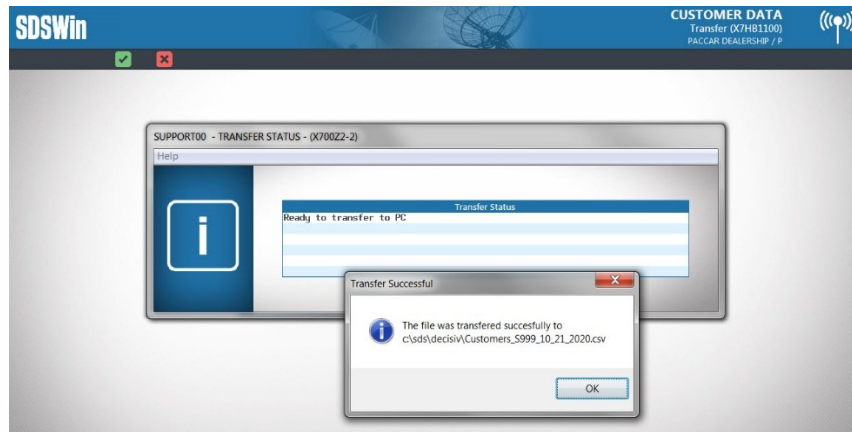 SDSWin
CUSTOMER DATA
Transfer (X7HB1100)
PACCAR DEALERSHIP / P
SUPPORT00 - TRANSFER STATUS - (X700Z2-2)
Help
Transfer Status
Ready to transfer to PC
Transfer Successful
The file was transfered succesfully to
c:\sds\decisiv\Customers_S999_10_21_2020.csv
OK